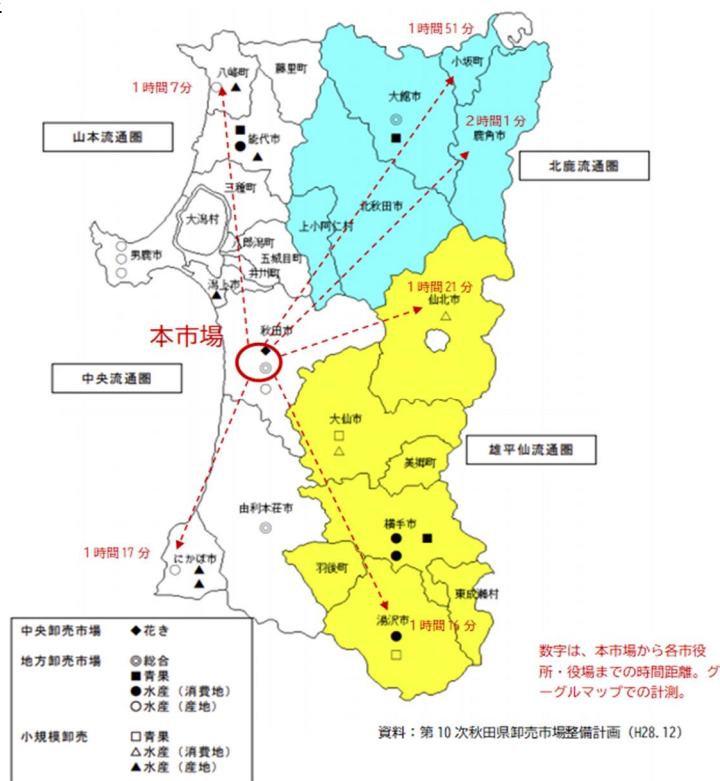 1時間51分
小坂町
八峰町
藤里町
1時間7分
大館市
2時間1分
鹿角市
山本流通圏
能代市
北鹿流通圏
三種町
北秋田市
大潟村
上小阿仁村
八郎潟町
男鹿市
五城目町
井川町
潟上市
1時間21分
仙北市
本市場
秋田市
中央流通圏
大仙市
雄平仙流通圏
美郷町
由利本荘市
横手市
1時間17分
にかほ市
羽後町
東成瀬村
湯沢市
1時間16分
中央卸売市場 ◆花き
地方卸売市場 ◎総合
■青果
●水産（消費地）
○水産（産地）
小規模卸売 □青果
△水産（消費地）
▲水産（産地）
数字は、本市場から各市役
所・役場までの時間距離。グ
ーグルマップでの計測。
資料：第10次秋田県卸売市場整備計画（H28.12）